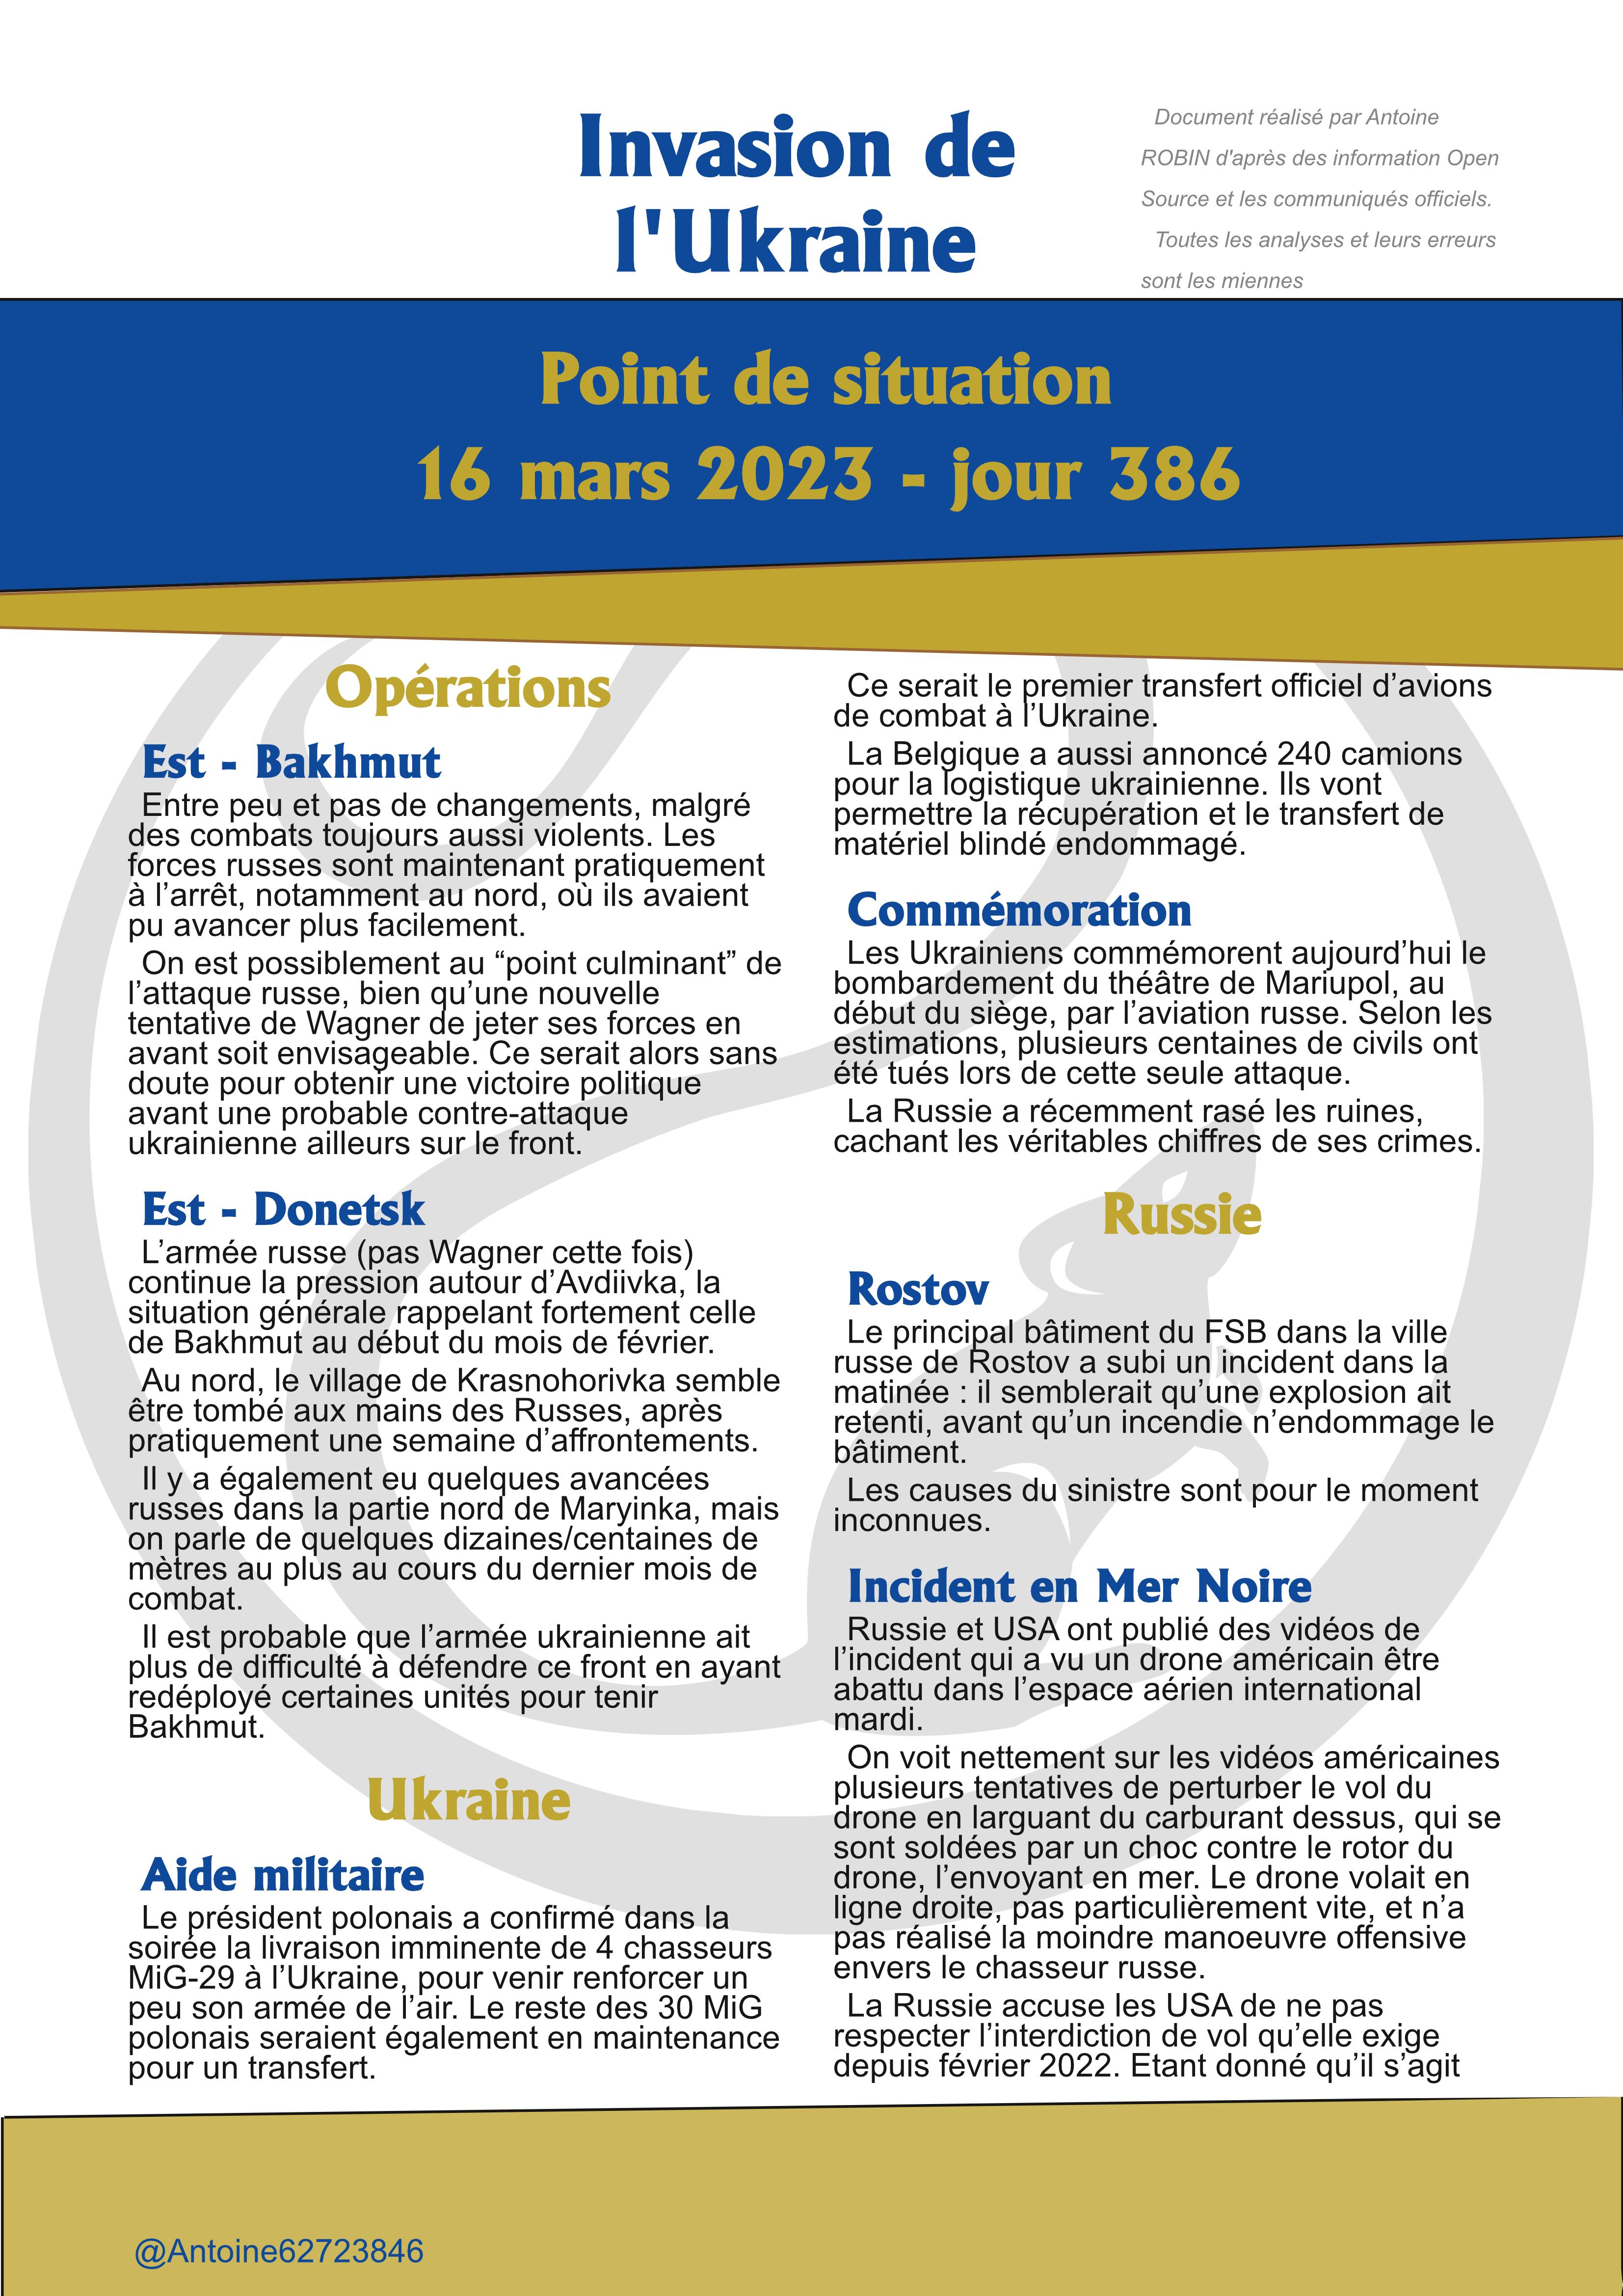 Invasion de
l'Ukraine
Document réalisé par Antoine
ROBIN d'après des information Open
Source et les communiqués officiels.
Toutes les analyses et leurs erreurs
sont les miennes
Point de situation
16 mars 2023 - jour 386
Opérations
Est - Bakhmut
Entre peu et pas de changements, malgré
des combats toujours aussi violents. Les
forces russes sont maintenant pratiquement
à l’arrêt, notamment au nord, où ils avaient
pu avancer plus facilement.
On est possiblement au “point culminant” de
l’attaque russe, bien qu’une nouvelle
tentative de Wagner de jeter ses forces en
avant soit envisageable. Ce serait alors sans
doute pour obtenir une victoire politique
avant une probable contre-attaque
ukrainienne ailleurs sur le front.
Est - Donetsk
L’armée russe (pas Wagner cette fois)
continue la pression autour d’Avdiivka, la
situation générale rappelant fortement celle
de Bakhmut au début du mois de février.
Au nord, le village de Krasnohorivka semble
être tombé aux mains des Russes, après
pratiquement une semaine d’affrontements.
Il y a également eu quelques avancées
russes dans la partie nord de Maryinka, mais
on parle de quelques dizaines/centaines de
mètres au plus au cours du dernier mois de
combat.
Il est probable que l’armée ukrainienne ait
plus de difficulté à défendre ce front en ayant
redéployé certaines unités pour tenir
Bakhmut.
Ukraine
Aide militaire
Le président polonais a confirmé dans la
soirée la livraison imminente de 4 chasseurs
MiG-29 à l’Ukraine, pour venir renforcer un
peu son armée de l’air. Le reste des 30 MiG
polonais seraient également en maintenance
pour un transfert.
Ce serait le premier transfert officiel d’avions
de combat à l’Ukraine.
La Belgique a aussi annoncé 240 camions
pour la logistique ukrainienne. Ils vont
permettre la récupération et le transfert de
matériel blindé endommagé.
Commémoration
Les Ukrainiens commémorent aujourd’hui le
bombardement du théâtre de Mariupol, au
début du siège, par l’aviation russe. Selon les
estimations, plusieurs centaines de civils ont
été tués lors de cette seule attaque.
La Russie a récemment rasé les ruines,
cachant les véritables chiffres de ses crimes.
Russie
Rostov
Le principal bâtiment du FSB dans la ville
russe de Rostov a subi un incident dans la
matinée : il semblerait qu’une explosion ait
retenti, avant qu’un incendie n’endommage le
bâtiment.
Les causes du sinistre sont pour le moment
inconnues.
Incident en Mer Noire
Russie et USA ont publié des vidéos de
l’incident qui a vu un drone américain être
abattu dans l’espace aérien international
mardi.
On voit nettement sur les vidéos américaines
plusieurs tentatives de perturber le vol du
drone en larguant du carburant dessus, qui se
sont soldées par un choc contre le rotor du
drone, l’envoyant en mer. Le drone volait en
ligne droite, pas particulièrement vite, et n’a
pas réalisé la moindre manoeuvre offensive
envers le chasseur russe.
La Russie accuse les USA de ne pas
respecter l’interdiction de vol qu’elle exige
depuis février 2022. Etant donné qu’il s’agit
@Antoine62723846